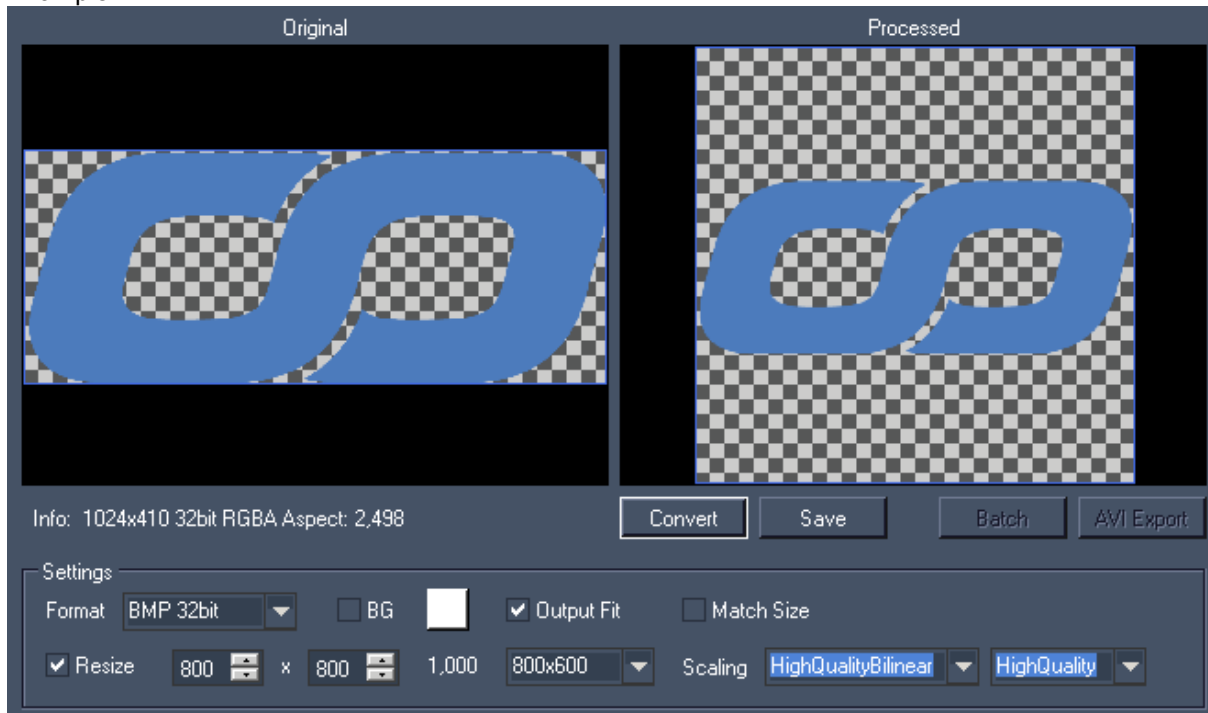 Original
Processed
Info: 1024x410 32bit RGBA Aspect: 2,498
Convert
Save
Batch
AVI Export
Settings
Format BMP 32bit BG Output Fit Match Size
Resize 800 x 800 1,000 800x600 Scaling HighQualityBilinear HighQuality